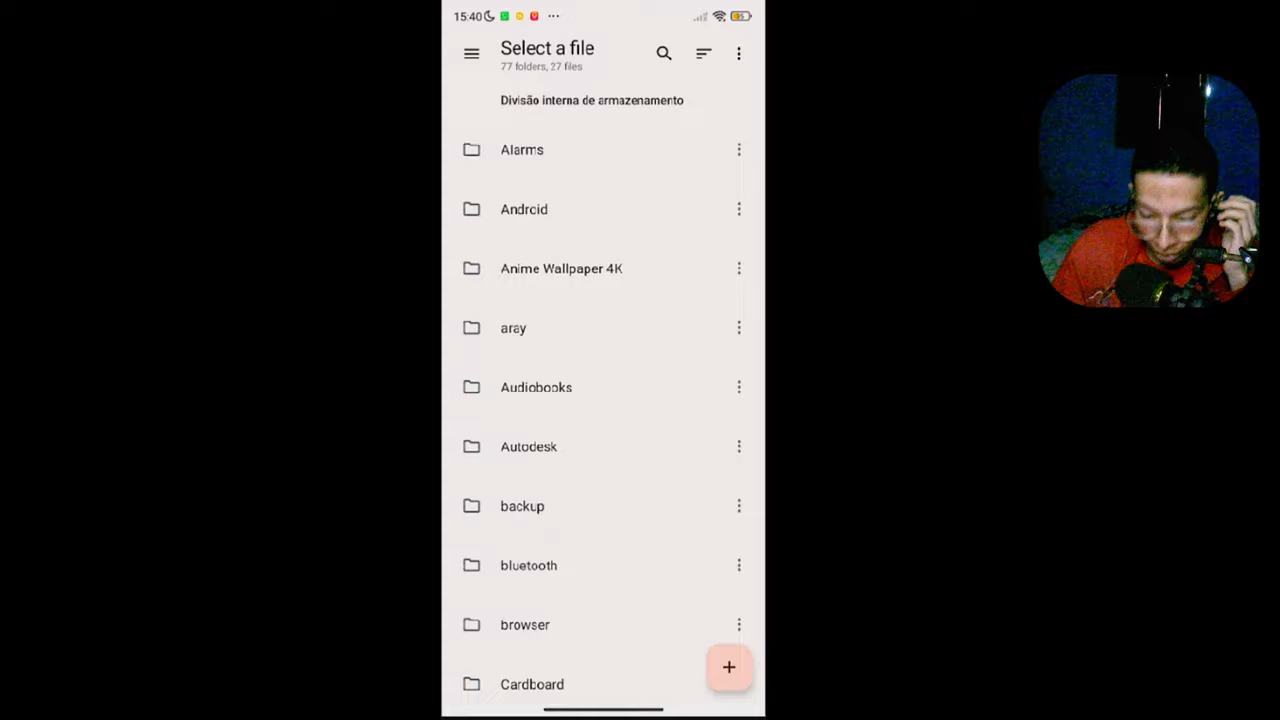 15:40
Select a file
77 folders, 27 files
Divisão interna de armazenamento
Alarms
Android
Anime Wallpaper 4K
aray
Audiobooks
Autodesk
backup
bluetooth
browser
Cardboard